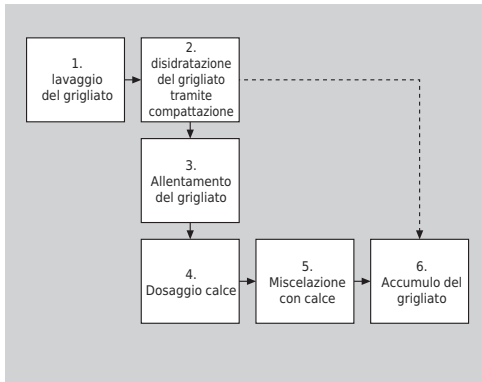 1.
lavaggio
del grigliato
2.
disidratazione
del grigliato
tramite
compattazione
3.
Allentamento
del grigliato
4.
Dosaggio calce
5.
Miscelazione
con calce
6.
Accumulo del
grigliato